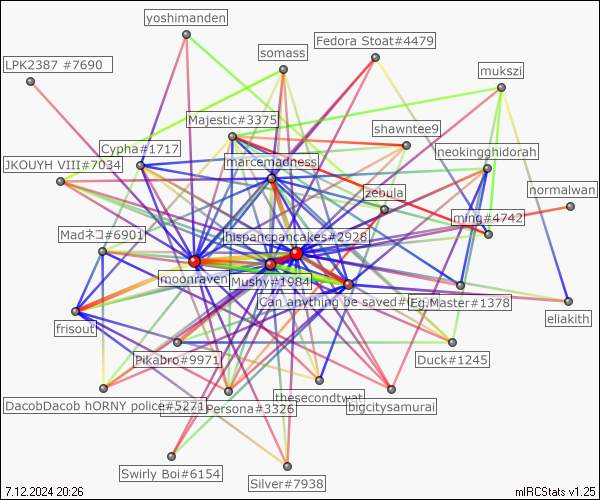 yoshimanden
Fedora Stoat#4479
somass
LPK2387 #7690
mukszi
Majestic#3375
shawntee9
Cypha#1717
neokingghidorah
marcemadness
JKOUYH VIII#7034
normalwan
zebula
ming#4742
Madネコ#6901
hispancpancakes#2928
moonraven
Mushy#1984
Can anything be saved#0
Eg.Master#1378
eliakith
frisout
Pikabro#9971
Duck#1245
thesecondtwat
DacobDacob hORNY police#5271
Persona#3326
bigcitysamurai
Swirly Boi#6154
Silver#7938
7.12.2024 20:26
mIRCStats v1.25